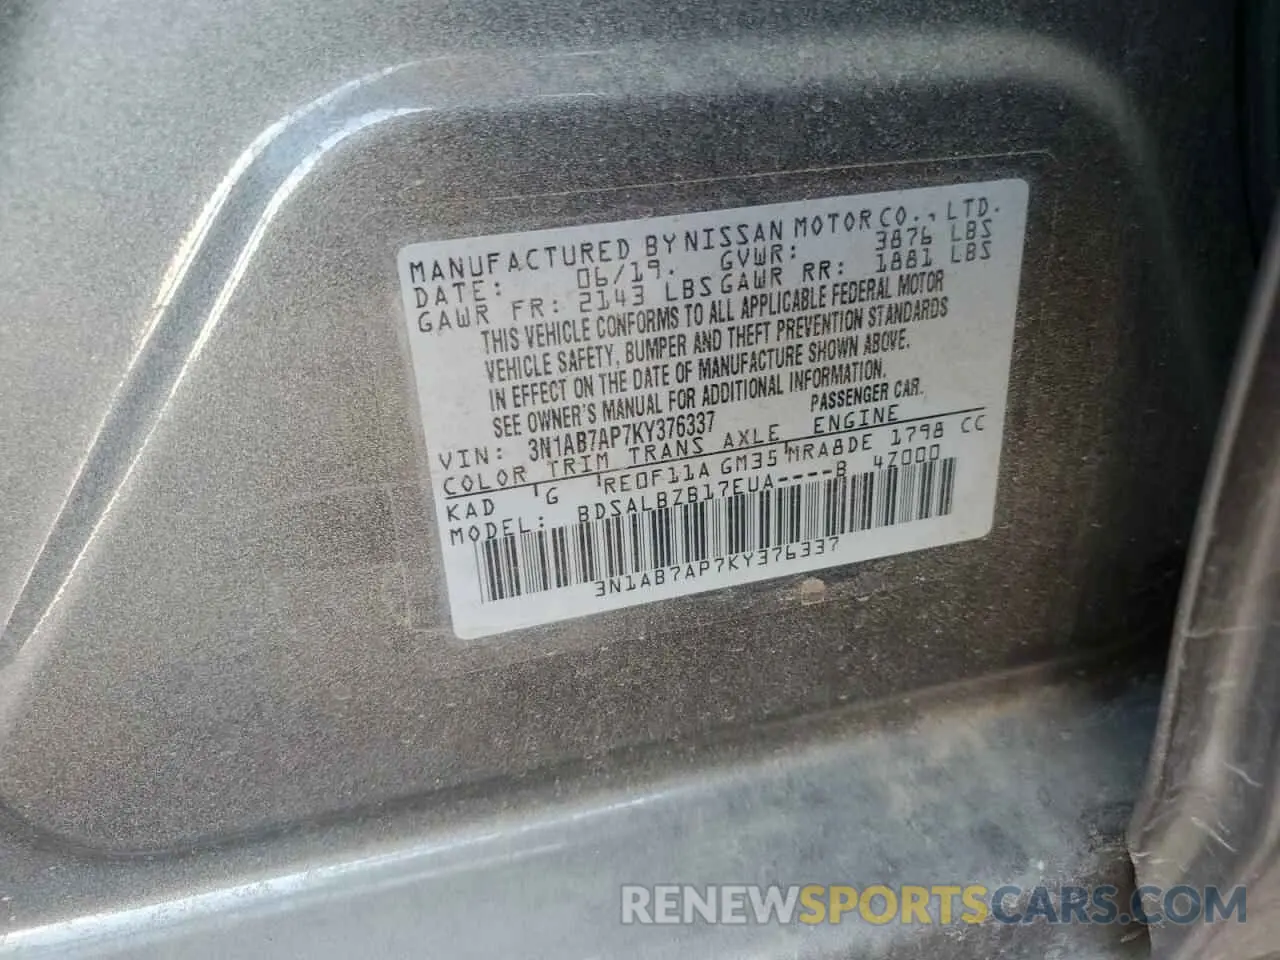 MANUFACTURED BY NISSAN MOTOR CO., LTD.
DATE: 06/19. GVWR: 3876 LBS
GAWR FR: 2143 LBS GAWR RR: 1881 LBS
THIS VEHICLE CONFORMS TO ALL APPLICABLE FEDERAL MOTOR
VEHICLE SAFETY, BUMPER AND THEFT PREVENTION STANDARDS
IN EFFECT ON THE DATE OF MANUFACTURE SHOWN ABOVE.
SEE OWNER'S MANUAL FOR ADDITIONAL INFORMATION.
VIN: 3N1AB7AP7KY376337 PASSENGER CAR.
COLOR TRIM TRANS AXLE ENGINE
KAD G RE0F11A GM35 MRA8DE 1798 CC
MODEL: BDSALBZB17EUA----B 47000
3N1AB7AP7KY376337
RENEWSPORTSCARS.COM